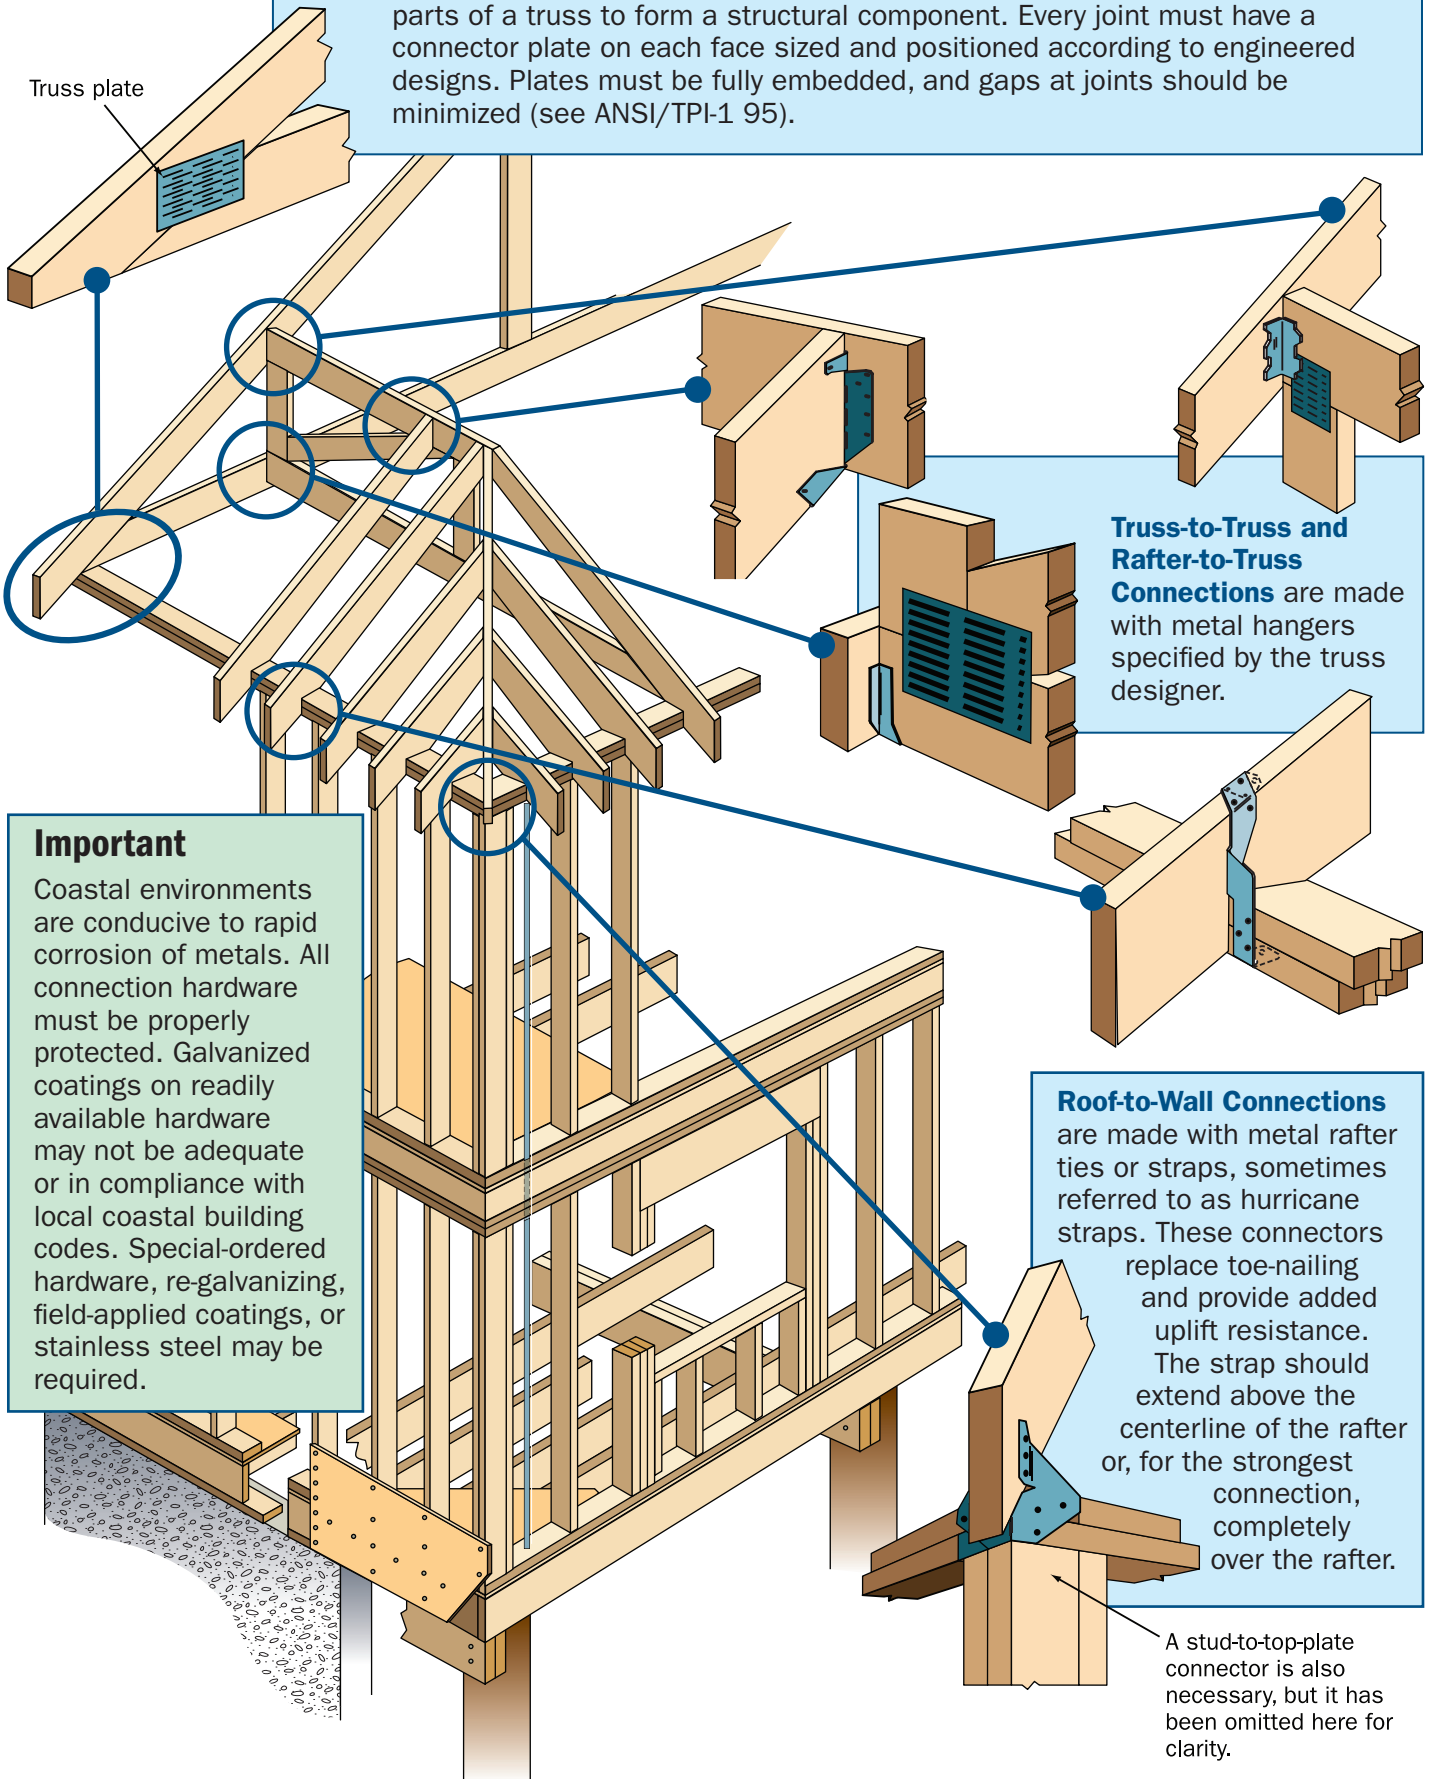 parts of a truss to form a structural component. Every joint must have a
connector plate on each face sized and positioned according to engineered
designs. Plates must be fully embedded, and gaps at joints should be
minimized (see ANSI/TPI-1 95).
Truss plate
Truss-to-Truss and
Rafter-to-Truss
Connections are made
with metal hangers
specified by the truss
designer.
Important
Coastal environments
are conducive to rapid
corrosion of metals. All
connection hardware
must be properly
protected. Galvanized
coatings on readily
available hardware
may not be adequate
or in compliance with
local coastal building
codes. Special-ordered
hardware, re-galvanizing,
field-applied coatings, or
stainless steel may be
required.
Roof-to-Wall Connections
are made with metal rafter
ties or straps, sometimes
referred to as hurricane
straps. These connectors
replace toe-nailing
and provide added
uplift resistance.
The strap should
extend above the
centerline of the rafter
or, for the strongest
connection,
completely
over the rafter.
A stud-to-top-plate
connector is also
necessary, but it has
been omitted here for
clarity.